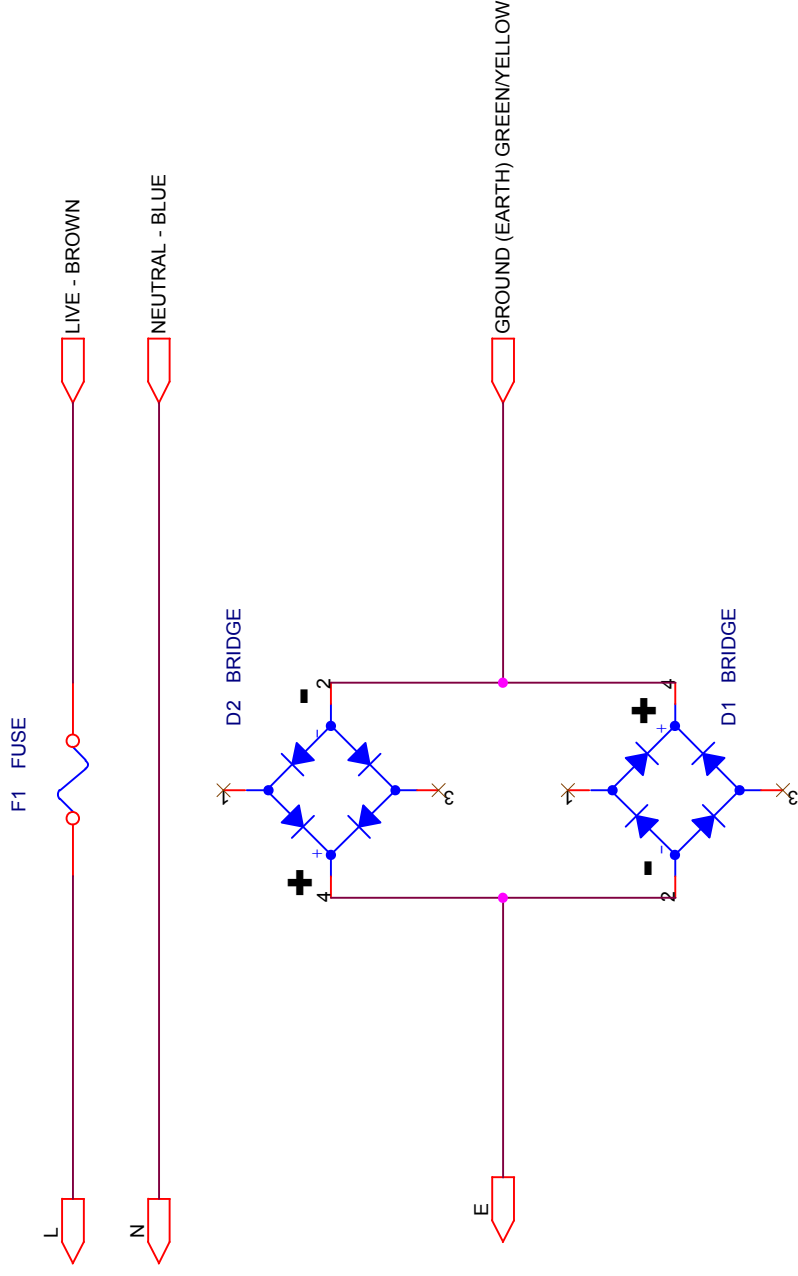 L
F1 FUSE
LIVE - BROWN
N
NEUTRAL - BLUE
D2 BRIDGE
1
+
4
+
-
2
-
3
E
GROUND (EARTH) GREEN/YELLOW
1
-
2
-
+
4
+
3
D1 BRIDGE